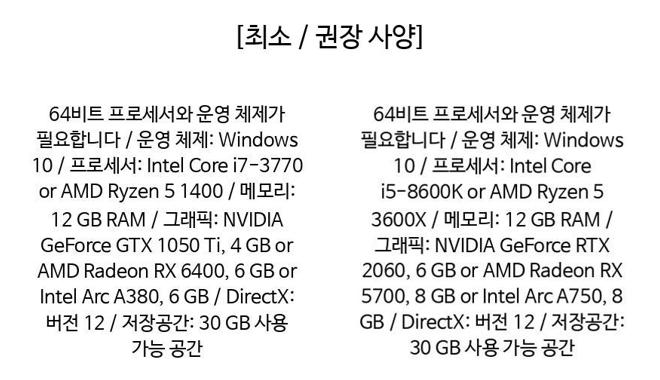 [최소 / 권장 사양]
64비트 프로세서와 운영 체제가
필요합니다 / 운영 체제: Windows
10 / 프로세서: Intel Core i7-3770
or AMD Ryzen 5 1400 / 메모리:
12 GB RAM / 그래픽: NVIDIA
GeForce GTX 1050 Ti, 4 GB or
AMD Radeon RX 6400, 6 GB or
Intel Arc A380, 6 GB / DirectX:
버전 12 / 저장공간: 30 GB 사용
가능 공간
64비트 프로세서와 운영 체제가
필요합니다 / 운영 체제: Windows
10 / 프로세서: Intel Core
i5-8600K or AMD Ryzen 5
3600X / 메모리: 12 GB RAM /
그래픽: NVIDIA GeForce RTX
2060, 6 GB or AMD Radeon RX
5700, 8 GB or Intel Arc A750, 8
GB / DirectX: 버전 12 / 저장공간:
30 GB 사용 가능 공간